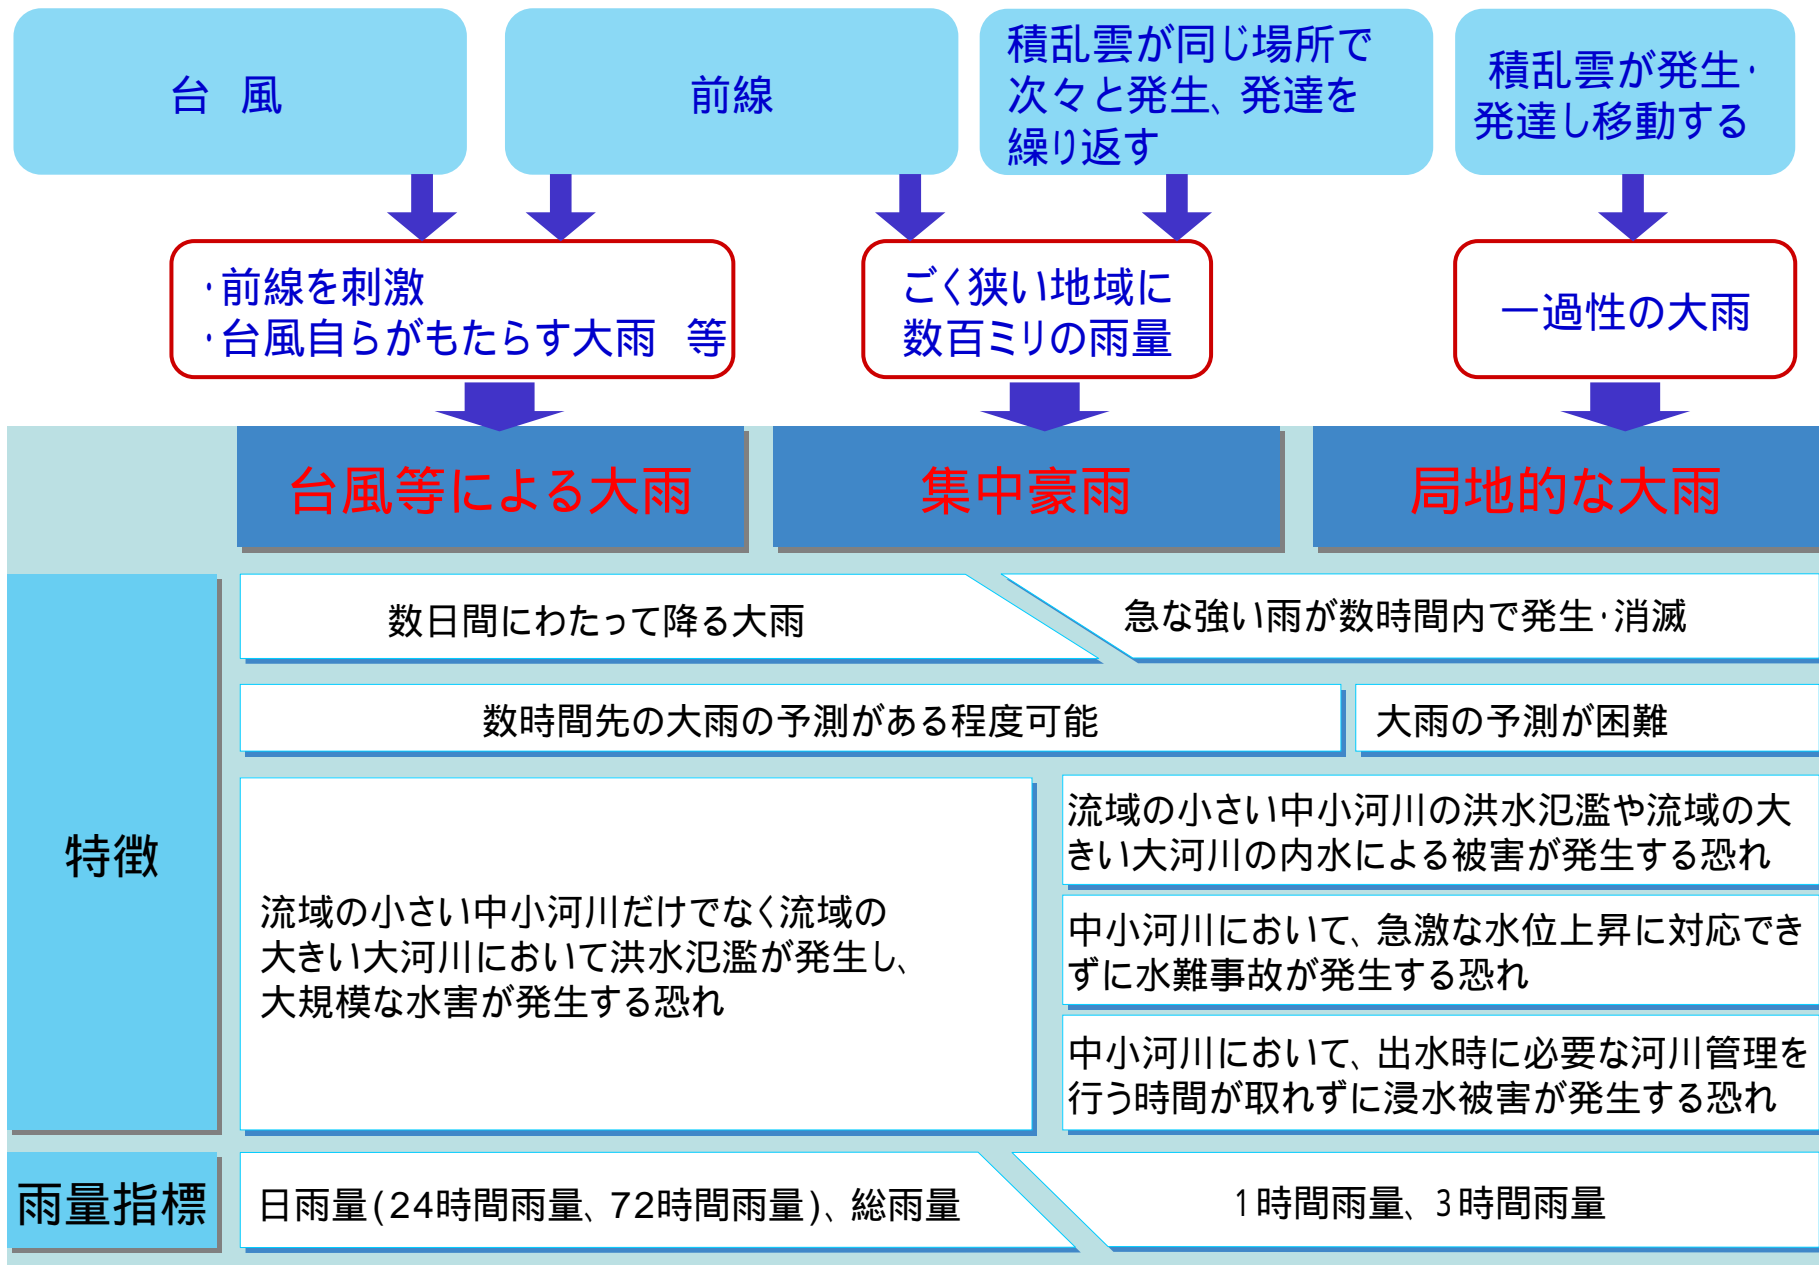 台　風
前線
積乱雲が同じ場所で
次々と発生、発達を
繰り返す
積乱雲が発生・
発達し移動する
・前線を刺激
・台風自らがもたらす大雨　等
ごく狭い地域に
数百ミリの雨量
一過性の大雨
台風等による大雨
集中豪雨
局地的な大雨
特徴
数日間にわたって降る大雨
急な強い雨が数時間内で発生・消滅
数時間先の大雨の予測がある程度可能
大雨の予測が困難
流域の小さい中小河川だけでなく流域の
大きい大河川において洪水氾濫が発生し、
大規模な水害が発生する恐れ
流域の小さい中小河川の洪水氾濫や流域の大
きい大河川の内水による被害が発生する恐れ
中小河川において、急激な水位上昇に対応でき
ずに水難事故が発生する恐れ
中小河川において、出水時に必要な河川管理を
行う時間が取れずに浸水被害が発生する恐れ
雨量指標
日雨量(24時間雨量、72時間雨量)、総雨量
1時間雨量、3時間雨量